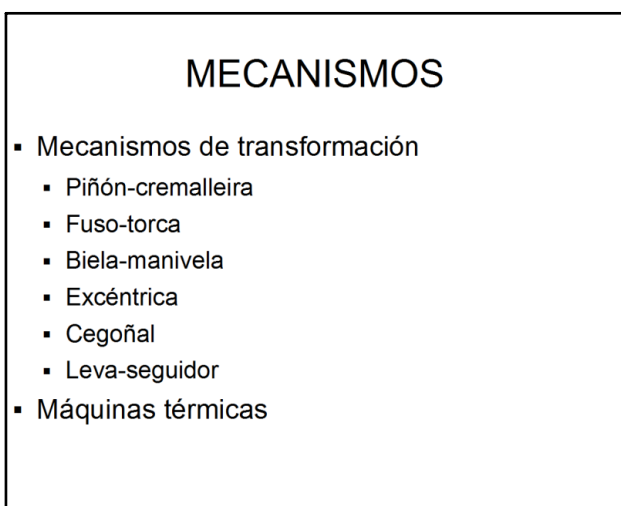 MECANISMOS
▪ Mecanismos de transformación
▪ Piñón-cremalleira
▪ Fuso-torca
▪ Biela-manivela
▪ Excéntrica
▪ Cegoñal
▪ Leva-seguidor
▪ Máquinas térmicas